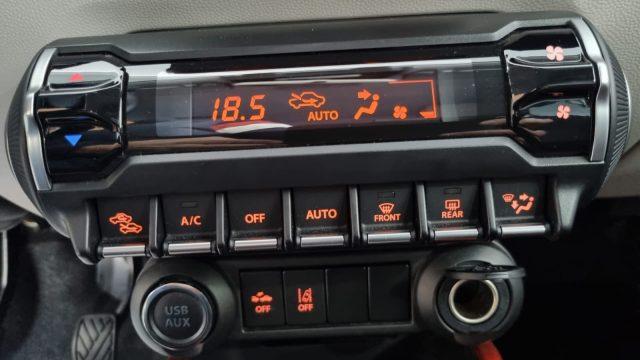 18.5 AUTO
A/C OFF AUTO FRONT REAR
USB AUX OFF OFF